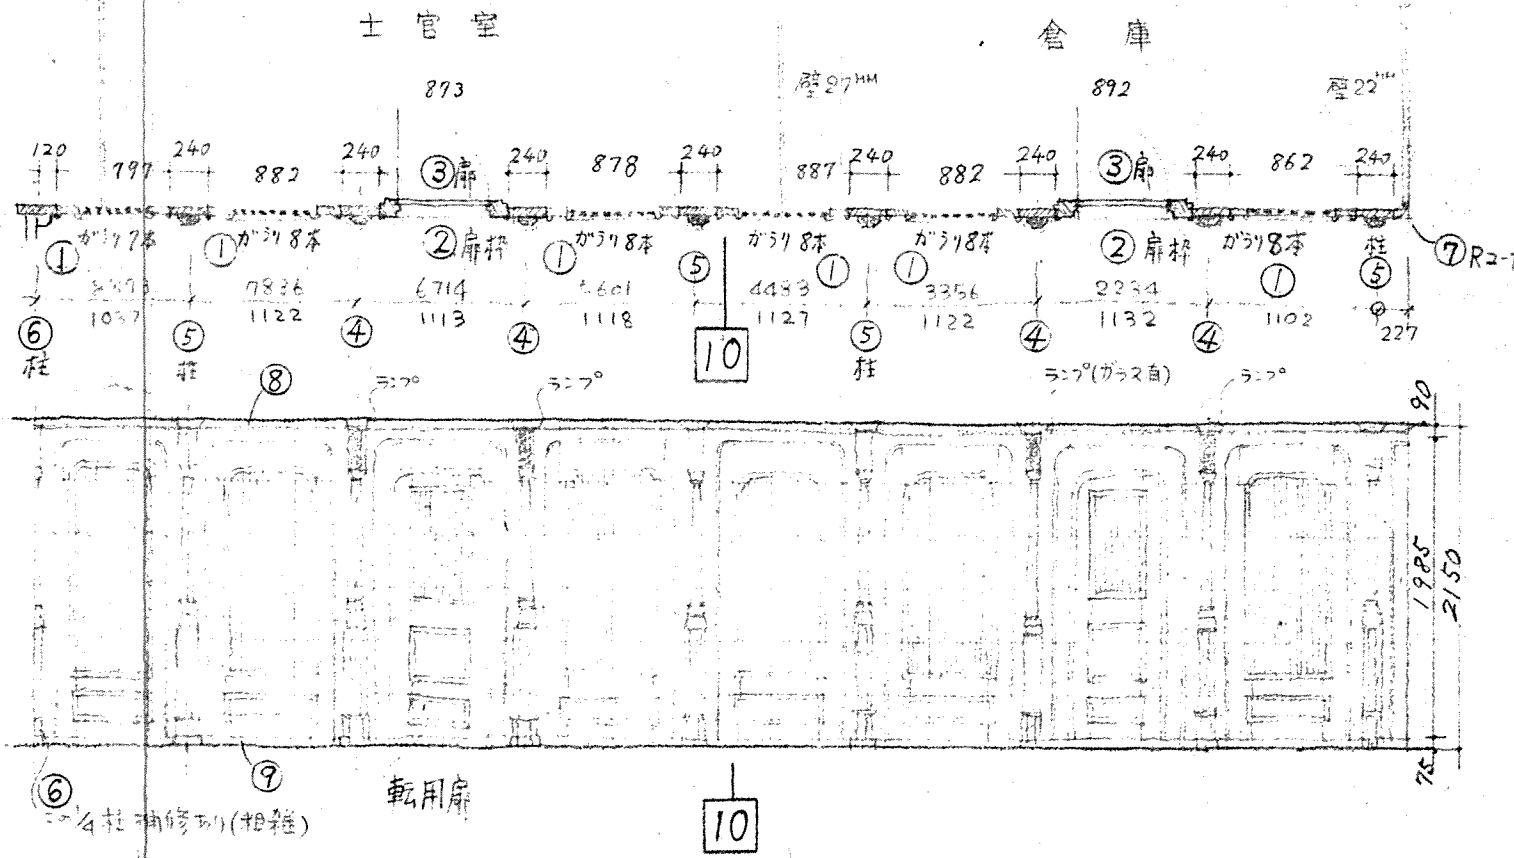 士官室
倉庫
873
壁27MM
892
壁22MM
120
797
240
882
240
③扉
240
878
240
887
240
882
240
③扉
240
862
240
① ガラリ7本
① ガラリ8本
② 扉枠
① ガラリ8本
⑤
ガラリ8本 ①
① ガラリ8本
② 扉枠
ガラリ8本 ①
柱 ⑤
⑦
7836
6714
4483
3356
2234
1037
1122
1113
1118
1127
1122
1132
1102
227
⑥
柱
⑤
④
④
10
⑤
柱
④
④
⑧
ランプ
ランプ
ランプ(ガラス自)
ランプ
90
1985
2150
75
⑥
⑨
転用扉
10
この1/4柱補修あり(粗雑)